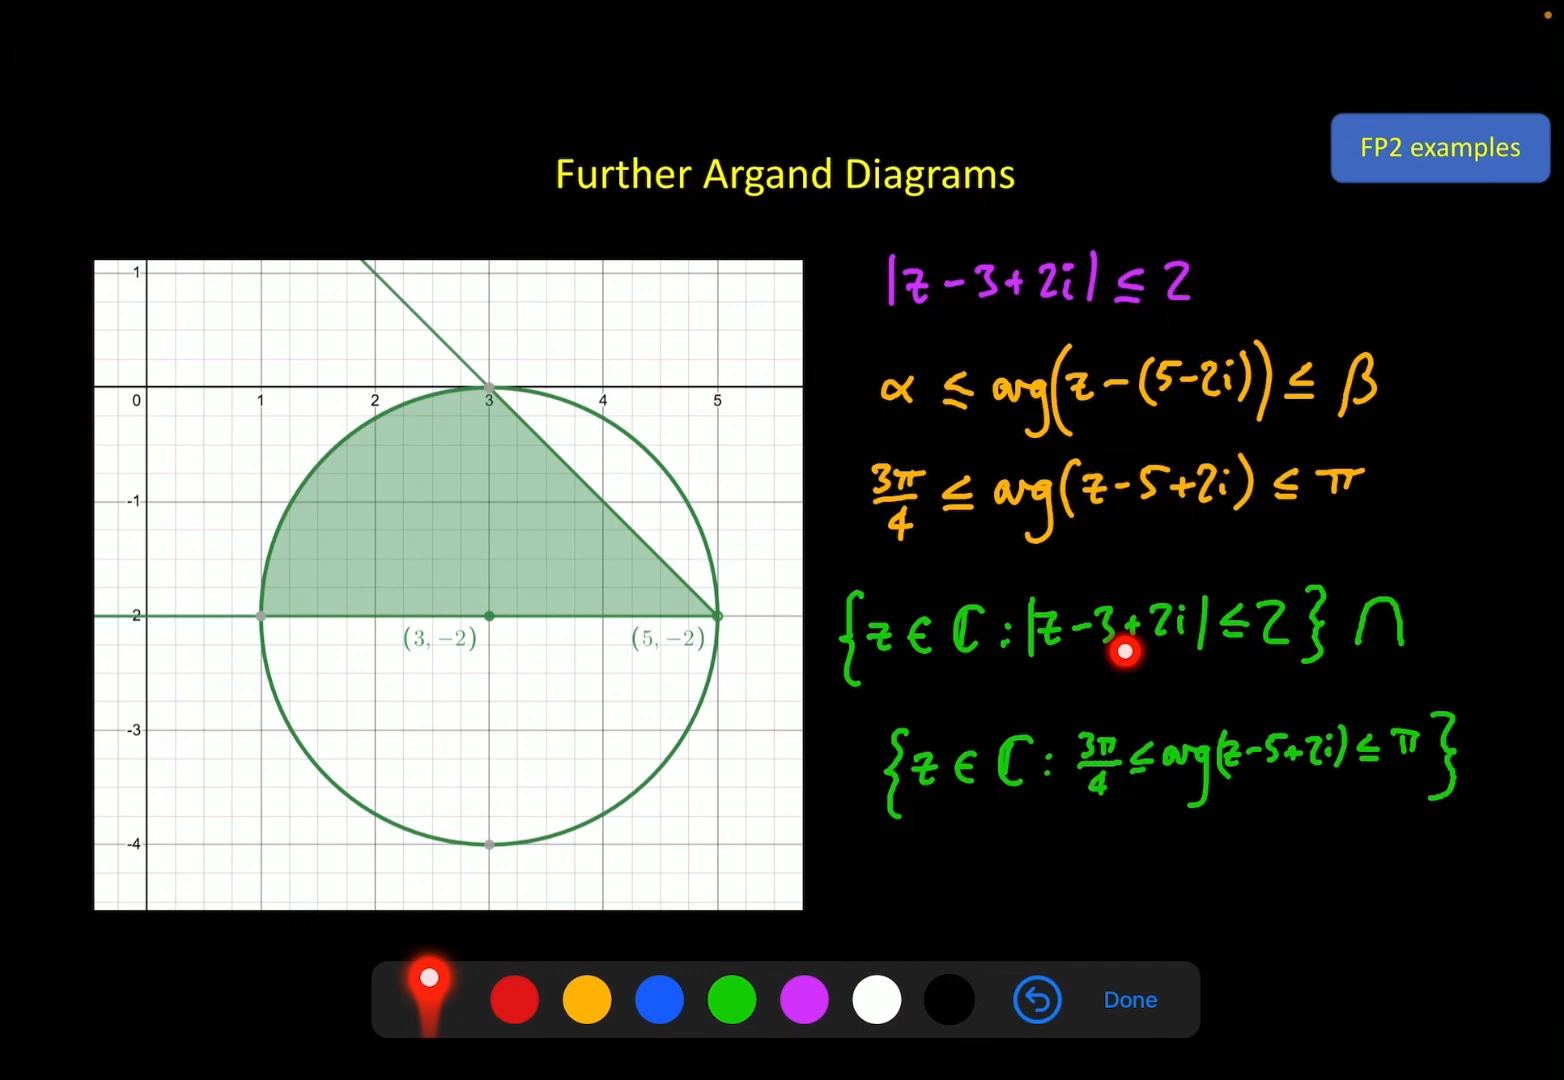 FP2 examples
Further Argand Diagrams
1
0 1 2 3 4 5
-1
-2
(3, −2) (5, −2)
-3
-4
|z − 3 + 2i| ≤ 2
α ≤ arg(z − (5−2i)) ≤ β
3π/4 ≤ arg(z − 5 + 2i) ≤ π
{z ∈ ℂ : |z − 3 + 2i| ≤ 2} ∩
{z ∈ ℂ : 3π/4 ≤ arg(z−5+2i) ≤ π}
Done